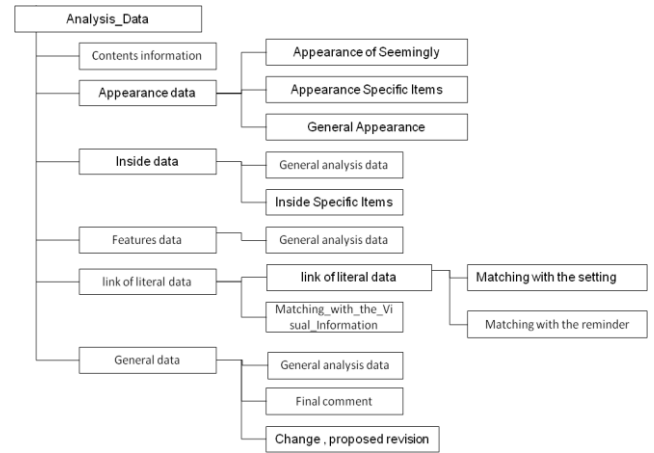 Analysis_Data
Contents information
Appearance of Seemingly
Appearance data
Appearance Specific Items
General Appearance
Inside data
General analysis data
Inside Specific Items
Features data
General analysis data
link of literal data
link of literal data
Matching with the setting
Matching_with_the_Vi
sual_Information
Matching with the reminder
General data
General analysis data
Final comment
Change , proposed revision